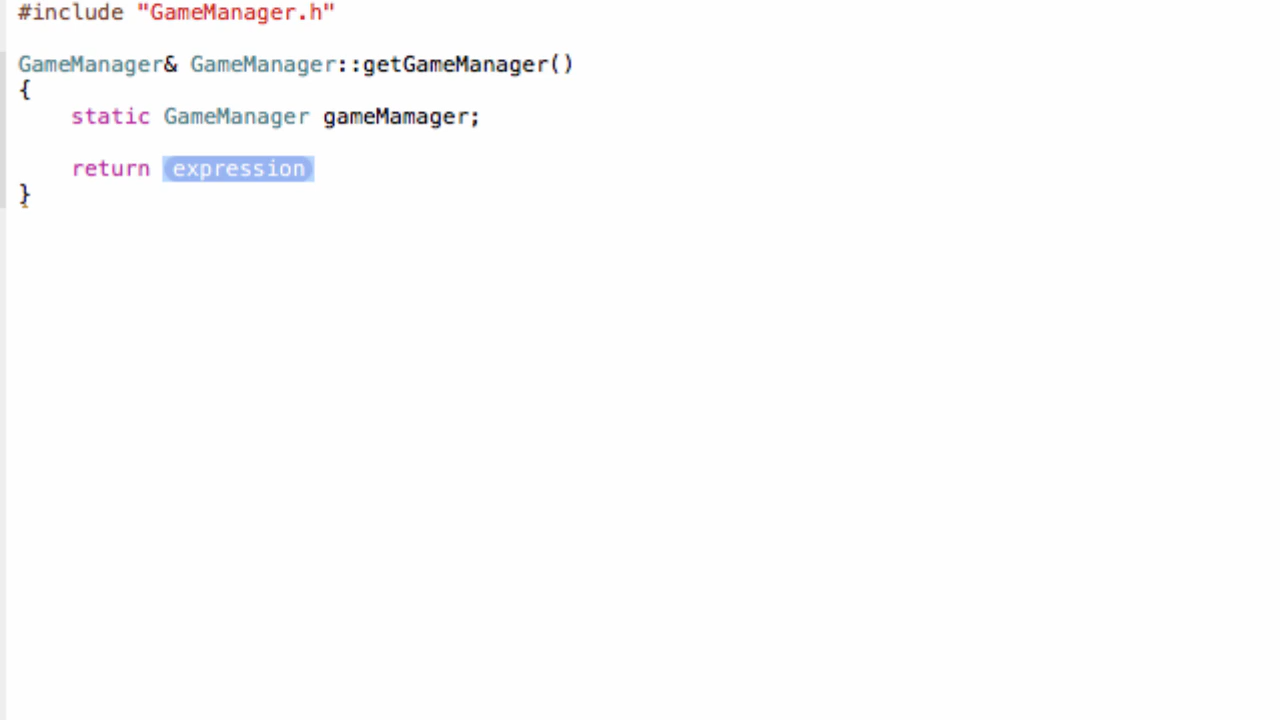 #include "GameManager.h"
GameManager& GameManager::getGameManager()
{
static GameManager gameMamager;
return expression
}